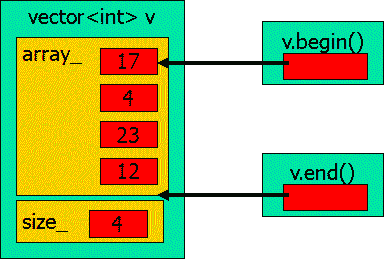 vector<int> v
array_
17
4
23
12
size_
4
v.begin()
v.end()